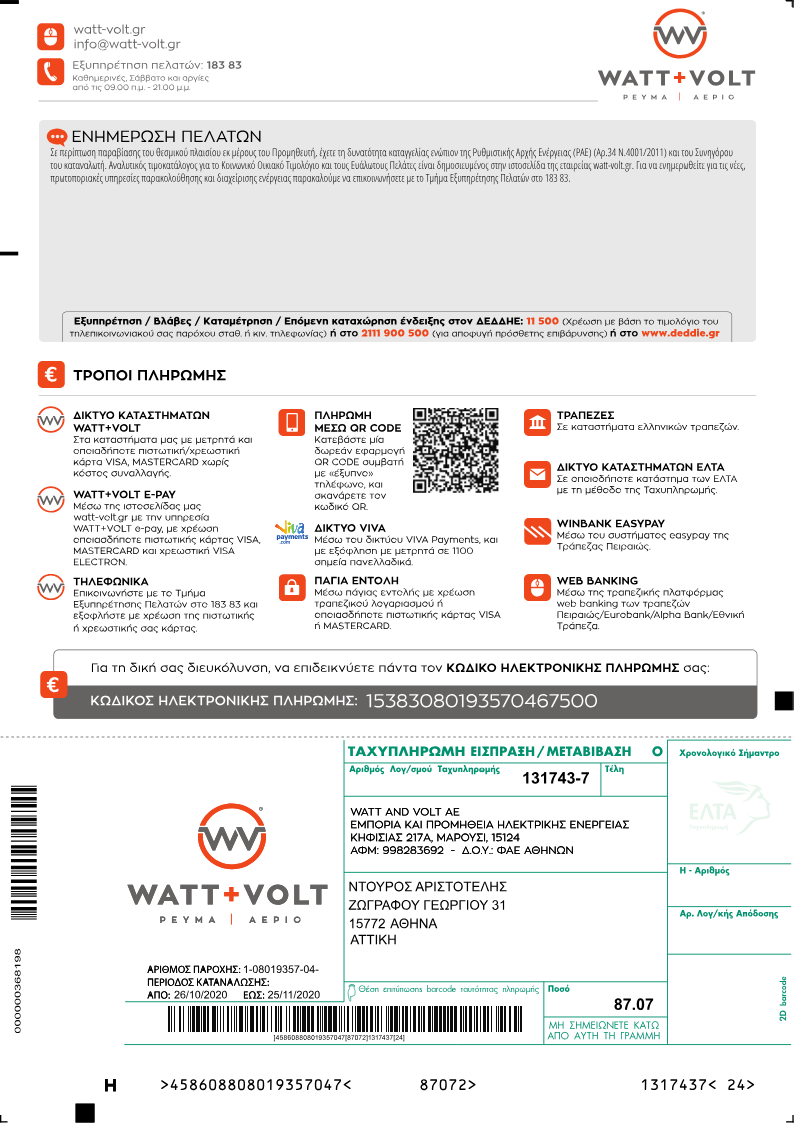 watt-volt.gr
info@watt-volt.gr
Εξυπηρέτηση πελατών: 183 83
Καθημερινές, Σάββατο και αργίες
από τις 09.00 π.μ. - 21.00 μ.μ.
WV
WATT+VOLT
ΡΕΥΜΑ | ΑΕΡΙΟ
ΕΝΗΜΕΡΩΣΗ ΠΕΛΑΤΩΝ
Σε περίπτωση παραβίασης του θεσμικού πλαισίου εκ μέρους του Προμηθευτή, έχετε τη δυνατότητα καταγγελίας ενώπιον της Ρυθμιστικής Αρχής Ενέργειας (ΡΑΕ) (Αρ.34 Ν.4001/2011) και του Συνηγόρου
του καταναλωτή. Αναλυτικός τιμοκατάλογος για το Κοινωνικό Οικιακό Τιμολόγιο και τους Ευάλωτους Πελάτες είναι δημοσιευμένος στην ιστοσελίδα της εταιρείας watt-volt.gr. Για να ενημερωθείτε για τις νέες,
πρωτοποριακές υπηρεσίες παρακολούθησης και διαχείρισης ενέργειας παρακαλούμε να επικοινωνήσετε με το Τμήμα Εξυπηρέτησης Πελατών στο 183 83.
Εξυπηρέτηση / Βλάβες / Καταμέτρηση / Επόμενη καταχώρηση ένδειξης στον ΔΕΔΔΗΕ: 11 500 (Χρέωση με βάση το τιμολόγιο του
τηλεπικοινωνιακού σας παρόχου σταθ. ή κιν. τηλεφωνίας) ή στο 2111 900 500 (για αποφυγή πρόσθετης επιβάρυνσης) ή στο www.deddie.gr
€ ΤΡΟΠΟΙ ΠΛΗΡΩΜΗΣ
ΔΙΚΤΥΟ ΚΑΤΑΣΤΗΜΑΤΩΝ
WATT+VOLT
Στα καταστήματα μας με μετρητά και
οποιαδήποτε πιστωτική/χρεωστική
κάρτα VISA, MASTERCARD χωρίς
κόστος συναλλαγής.
WATT+VOLT E-PAY
Μέσω της ιστοσελίδας μας
watt-volt.gr με την υπηρεσία
WATT+VOLT e-pay, με χρέωση
οποιασδήποτε πιστωτικής κάρτας VISA,
MASTERCARD και χρεωστική VISA
ELECTRON.
ΤΗΛΕΦΩΝΙΚΑ
Επικοινωνήστε με το Τμήμα
Εξυπηρέτησης Πελατών στο 183 83 και
εξοφλήστε με χρέωση της πιστωτικής
ή χρεωστικής σας κάρτας.
ΠΛΗΡΩΜΗ
ΜΕΣΩ QR CODE
Κατεβάστε μία
δωρεάν εφαρμογή
QR CODE συμβατή
με «έξυπνο»
τηλέφωνο, και
σκανάρετε τον
κωδικό QR.
viva
payments
.com
ΔΙΚΤΥΟ VIVA
Μέσω του δικτύου VIVA Payments, και
με εξόφληση με μετρητά σε 1100
σημεία πανελλαδικά.
ΠΑΓΙΑ ΕΝΤΟΛΗ
Μέσω πάγιας εντολής με χρέωση
τραπεζικού λογαριασμού ή
οποιασδήποτε πιστωτικής κάρτας VISA
ή MASTERCARD.
ΤΡΑΠΕΖΕΣ
Σε καταστήματα ελληνικών τραπεζών.
ΔΙΚΤΥΟ ΚΑΤΑΣΤΗΜΑΤΩΝ ΕΛΤΑ
Σε οποιοδήποτε κατάστημα των ΕΛΤΑ
με τη μέθοδο της Ταχυπληρωμής.
WINBANK EASYPAY
Μέσω του συστήματος easypay της
Τράπεζας Πειραιώς.
WEB BANKING
Μέσω της τραπεζικής πλατφόρμας
web banking των τραπεζών
Πειραιώς/Eurobank/Alpha Bank/Εθνική
Τράπεζα.
Για τη δική σας διευκόλυνση, να επιδεικνύετε πάντα τον ΚΩΔΙΚΟ ΗΛΕΚΤΡΟΝΙΚΗΣ ΠΛΗΡΩΜΗΣ σας:
€
ΚΩΔΙΚΟΣ ΗΛΕΚΤΡΟΝΙΚΗΣ ΠΛΗΡΩΜΗΣ: 15383080193570467500
ΤΑΧΥΠΛΗΡΩΜΗ ΕΙΣΠΡΑΞΗ / ΜΕΤΑΒΙΒΑΣΗ Ο
Χρονολογικό Σήμαντρο
Αριθμός Λογ/σμού Ταχυπληρωμής
131743-7
Τέλη
ΕΛΤΑ
Ταχυπληρωμή
WATT AND VOLT AE
ΕΜΠΟΡΙΑ ΚΑΙ ΠΡΟΜΗΘΕΙΑ ΗΛΕΚΤΡΙΚΗΣ ΕΝΕΡΓΕΙΑΣ
ΚΗΦΙΣΙΑΣ 217Α, ΜΑΡΟΥΣΙ, 15124
ΑΦΜ: 998283692 - Δ.Ο.Υ.: ΦΑΕ ΑΘΗΝΩΝ
Η - Αριθμός
ΝΤΟΥΡΟΣ ΑΡΙΣΤΟΤΕΛΗΣ
ΖΩΓΡΑΦΟΥ ΓΕΩΡΓΙΟΥ 31
15772 ΑΘΗΝΑ
ΑΤΤΙΚΗ
Αρ. Λογ/κής Απόδοσης
WV
WATT+VOLT
ΡΕΥΜΑ | ΑΕΡΙΟ
000000368198
ΑΡΙΘΜΟΣ ΠΑΡΟΧΗΣ: 1-08019357-04-
ΠΕΡΙΟΔΟΣ ΚΑΤΑΝΑΛΩΣΗΣ:
ΑΠΟ: 26/10/2020 ΕΩΣ: 25/11/2020
Θέση επιτύπωσης barcode ταυτότητας πληρωμής
Ποσό
87.07
2D barcode
ΜΗ ΣΗΜΕΙΩΝΕΤΕ ΚΑΤΩ
ΑΠΟ ΑΥΤΗ ΤΗ ΓΡΑΜΜΗ
]458608808019357047[87072]1317437[24]
H >458608808019357047< 87072> 1317437< 24>